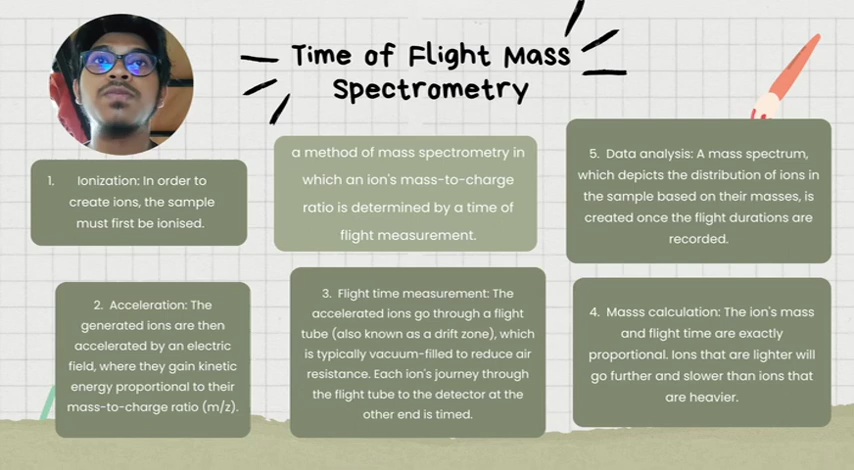 Time of Flight Mass
Spectrometry
a method of mass spectrometry in
which an ion's mass-to-charge
ratio is determined by a time of
flight measurement.
1. Ionization: In order to
create ions, the sample
must first be ionised.
2. Acceleration: The
generated ions are then
accelerated by an electric
field, where they gain kinetic
energy proportional to their
mass-to-charge ratio (m/z).
3. Flight time measurement: The
accelerated ions go through a flight
tube (also known as a drift zone), which
is typically vacuum-filled to reduce air
resistance. Each ion's journey through
the flight tube to the detector at the
other end is timed.
4. Masss calculation: The ion's mass
and flight time are exactly
proportional. Ions that are lighter will
go further and slower than ions that
are heavier.
5. Data analysis: A mass spectrum,
which depicts the distribution of ions in
the sample based on their masses, is
created once the flight durations are
recorded.